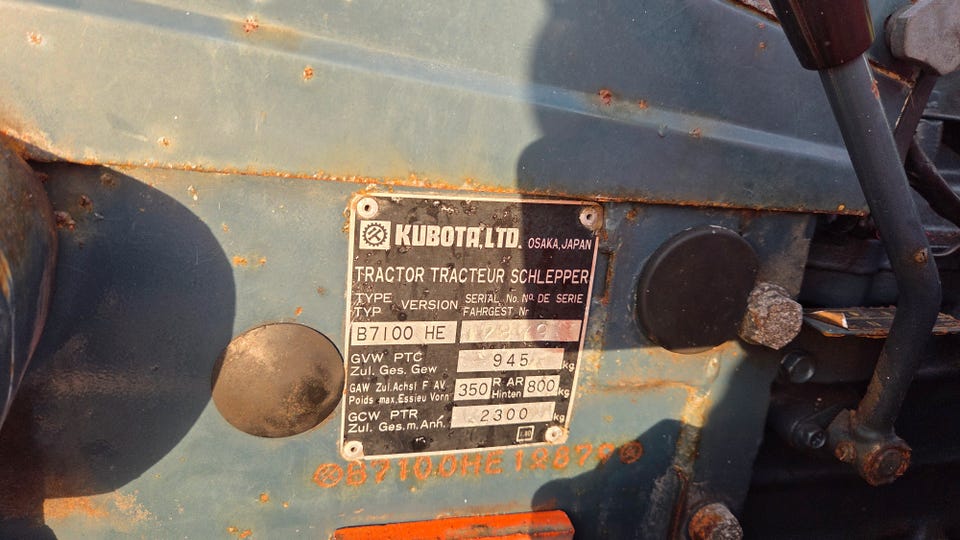 KUBOTA, LTD. OSAKA, JAPAN
TRACTOR TRACTEUR SCHLEPPER
TYPE VERSION SERIAL. No. Nº. DE SERIE
TYP FAHRGEST. Nr
B7100 HE
GVW PTC 945 kg
Zul. Ges. Gew
GAW Zul.Achsl F AV. 350 R AR 800 kg
Poids max.Essieu Vorn Hinten
GCW PTR 2300 kg
Zul. Ges. m. Anh.
B7100HE